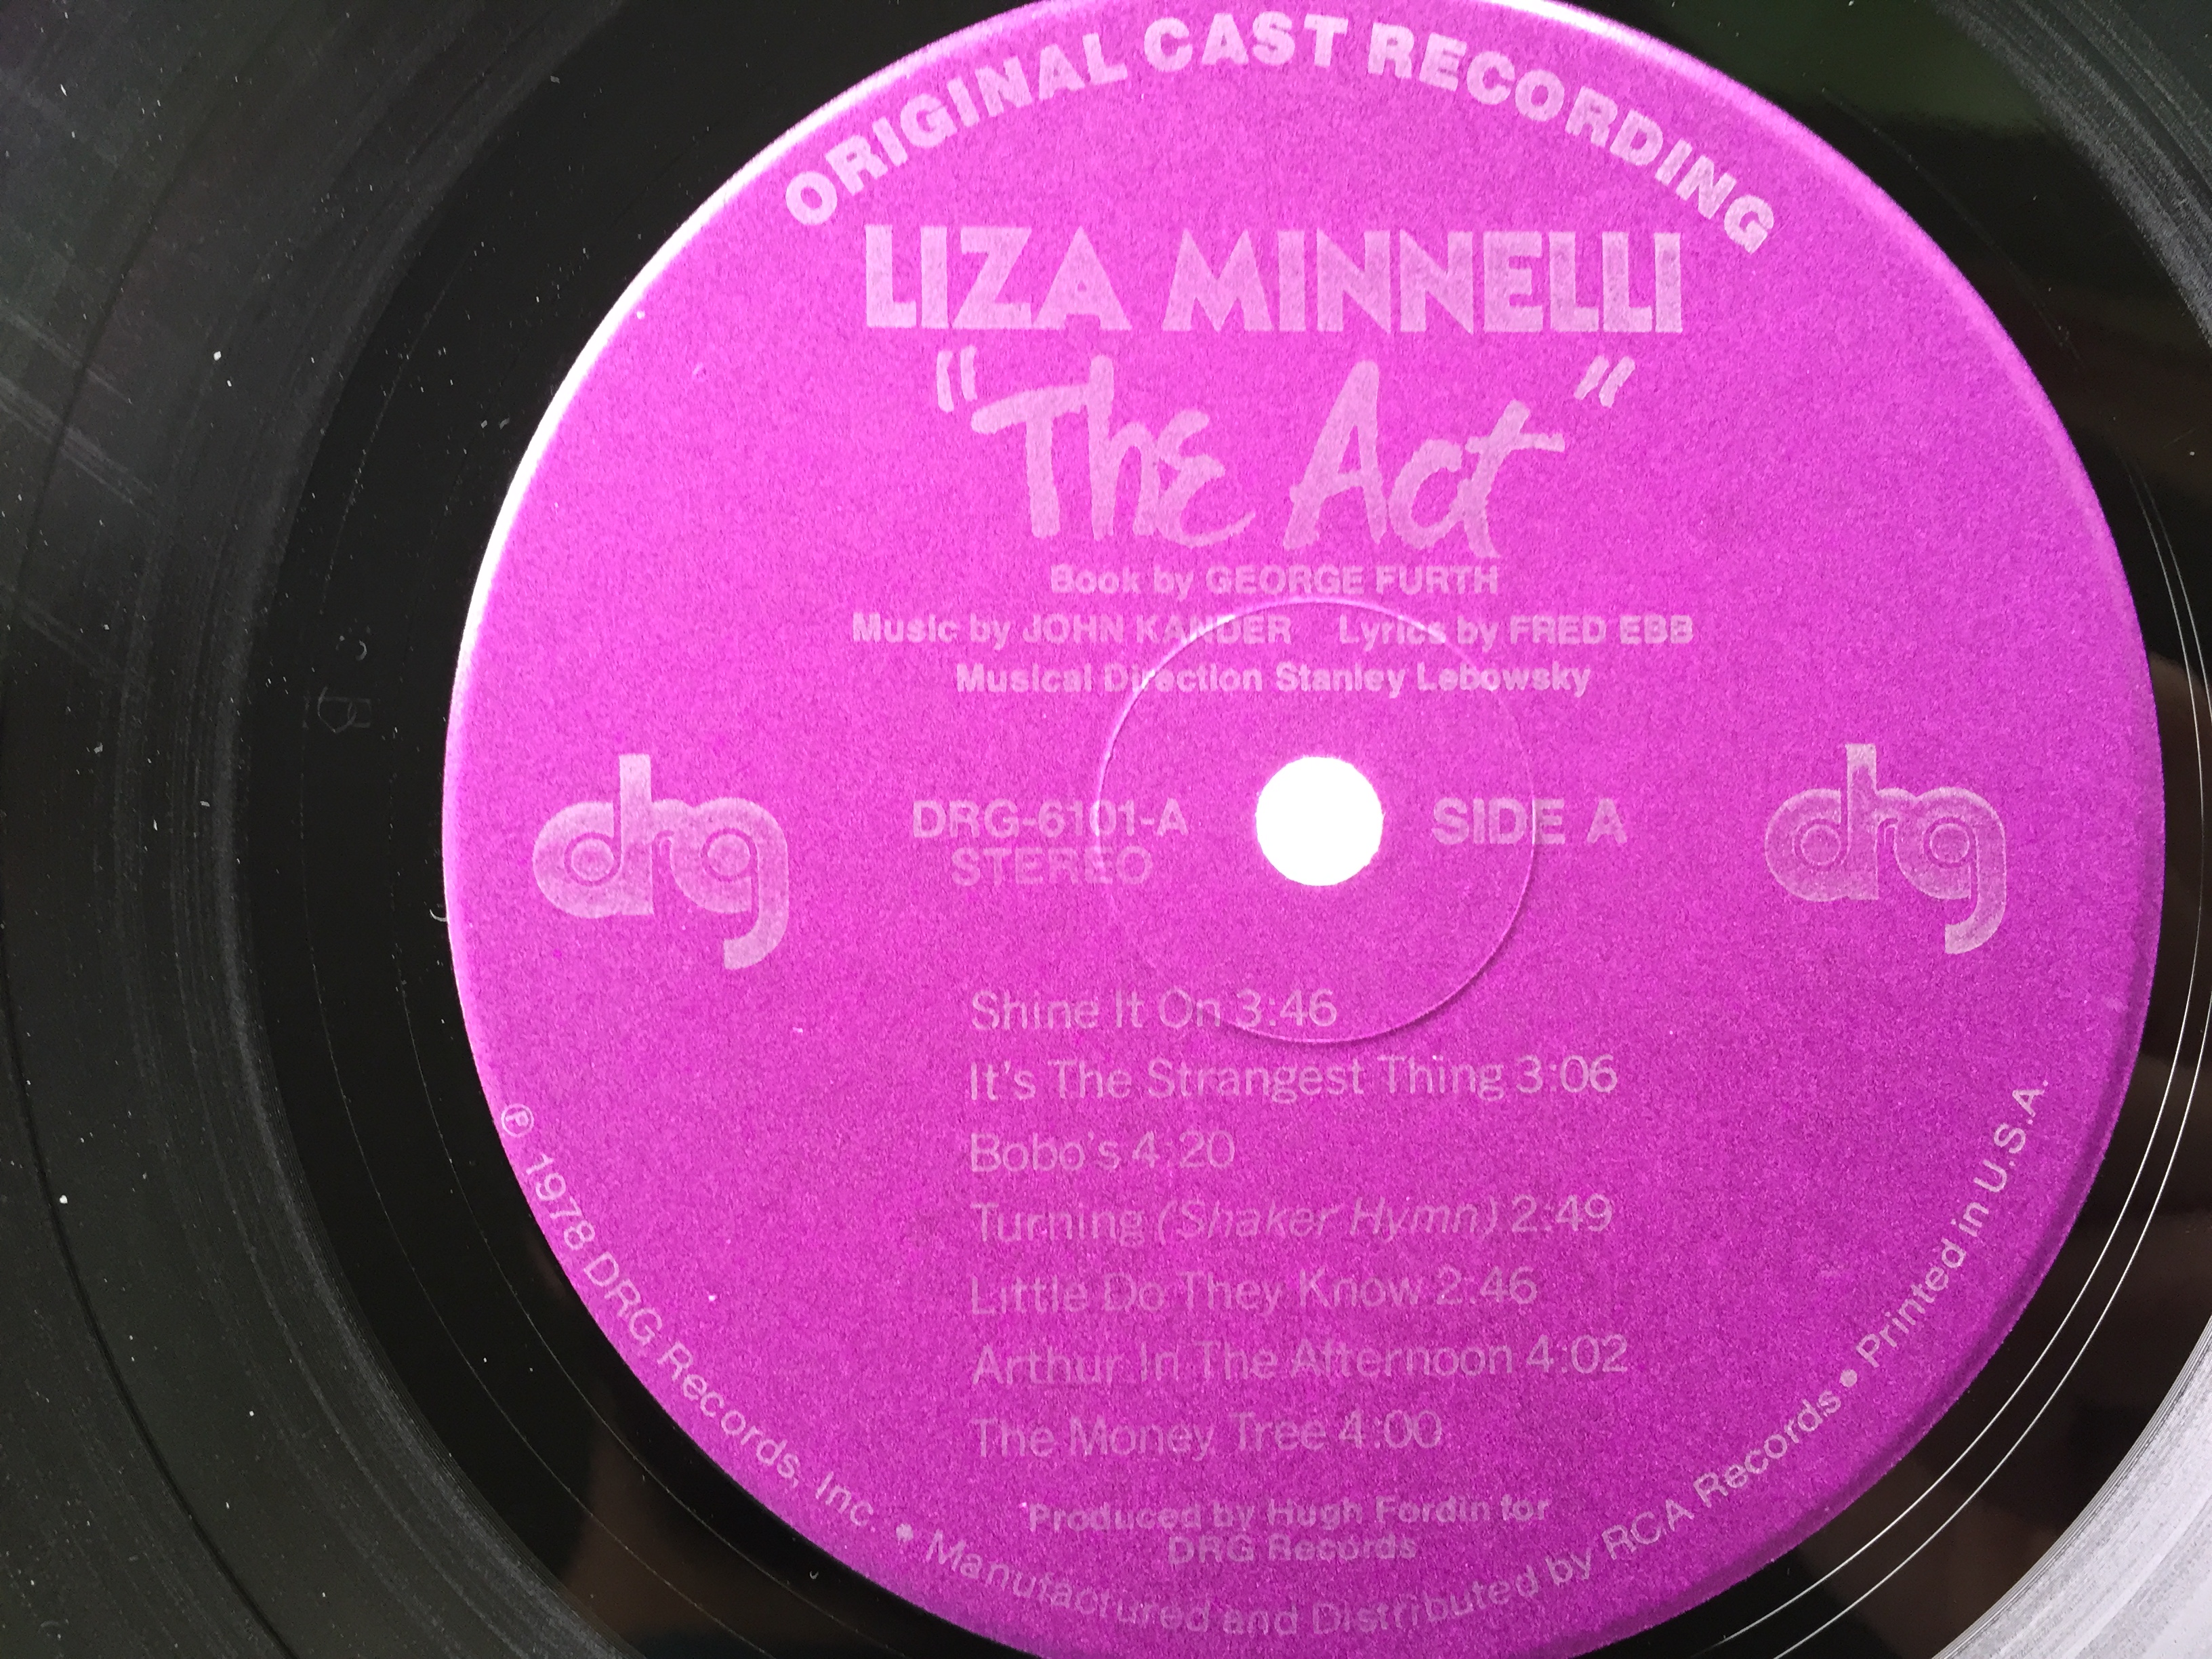 ORIGINAL CAST RECORDING
LIZA MINNELLI
"The Act"
Book by GEORGE FURTH
Music by JOHN KANDER Lyrics by FRED EBB
Musical Direction Stanley Lebowsky
drg
DRG-6101-A
STEREO
SIDE A
drg
Shine It On 3:46
It's The Strangest Thing 3:06
Bobo's 4:20
Turning (Shaker Hymn) 2:49
Little Do They Know 2:46
Arthur In The Afternoon 4:02
The Money Tree 4:00
Produced by Hugh Fordin for
DRG Records
℗ 1978 DRG Records, Inc. • Manufactured and Distributed by RCA Records • Printed in U.S.A.